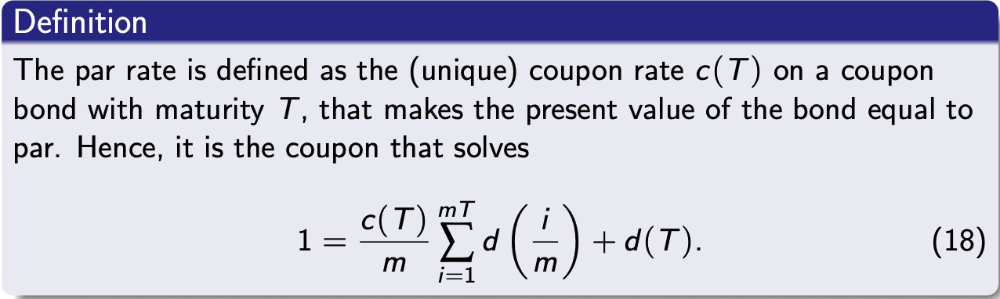 Definition
The par rate is defined as the (unique) coupon rate c(T) on a coupon
bond with maturity T, that makes the present value of the bond equal to
par. Hence, it is the coupon that solves
1 = \frac{c(T)}{m} \sum_{i=1}^{mT} d\left(\frac{i}{m}\right) + d(T). (18)